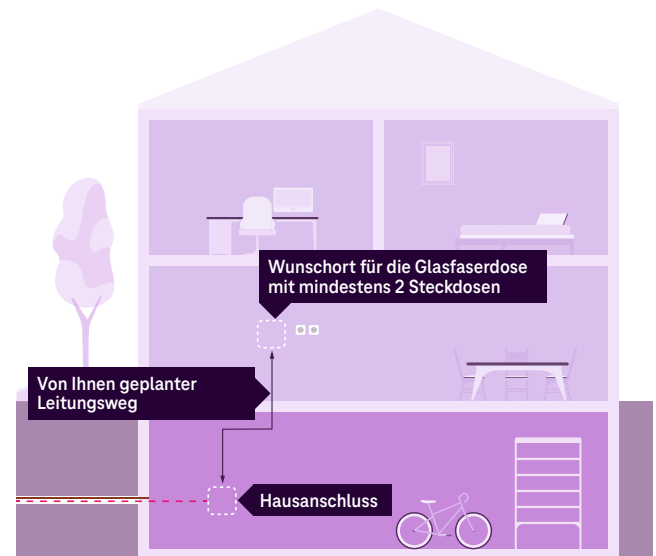 Wunschort für die Glasfaserdose
mit mindestens 2 Steckdosen
Von Ihnen geplanter
Leitungsweg
Hausanschluss